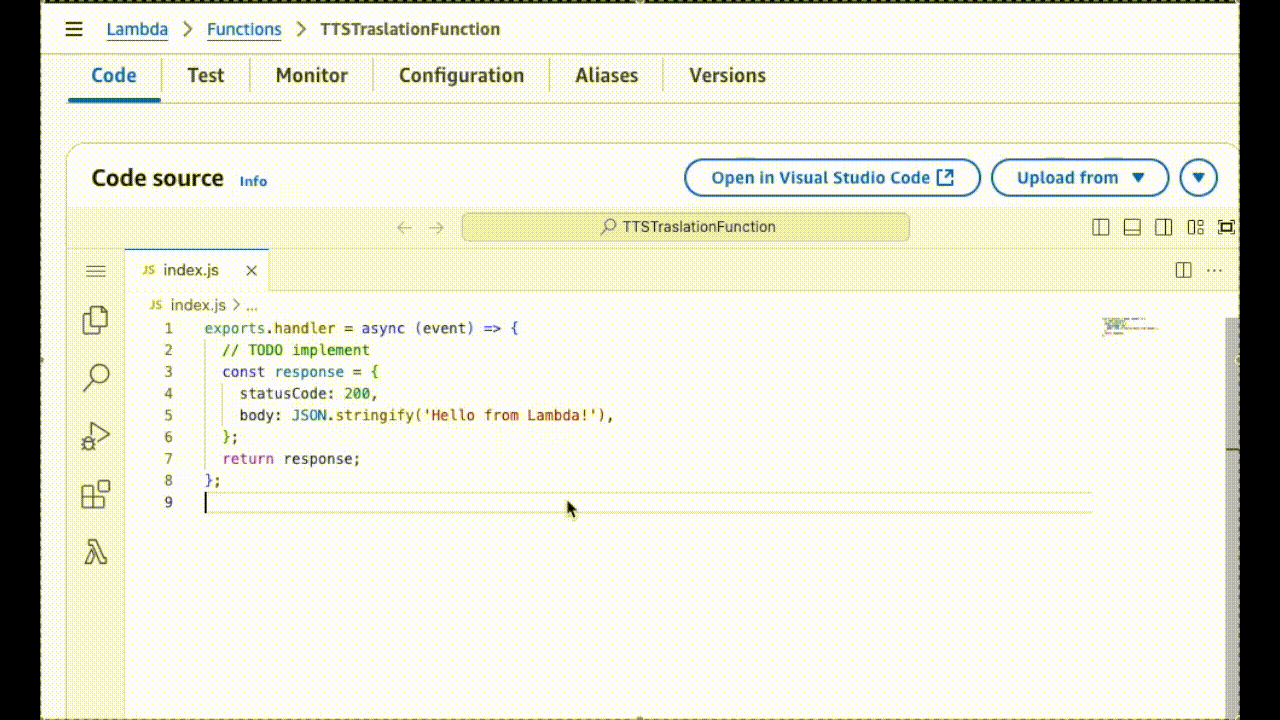 Lambda > Functions > TTSTraslationFunction
Code Test Monitor Configuration Aliases Versions
Code source Info Open in Visual Studio Code Upload from
TTSTraslationFunction
JS index.js
JS index.js > ...
1 exports.handler = async (event) => {
2 // TODO implement
3 const response = {
4 statusCode: 200,
5 body: JSON.stringify('Hello from Lambda!'),
6 };
7 return response;
8 };
9